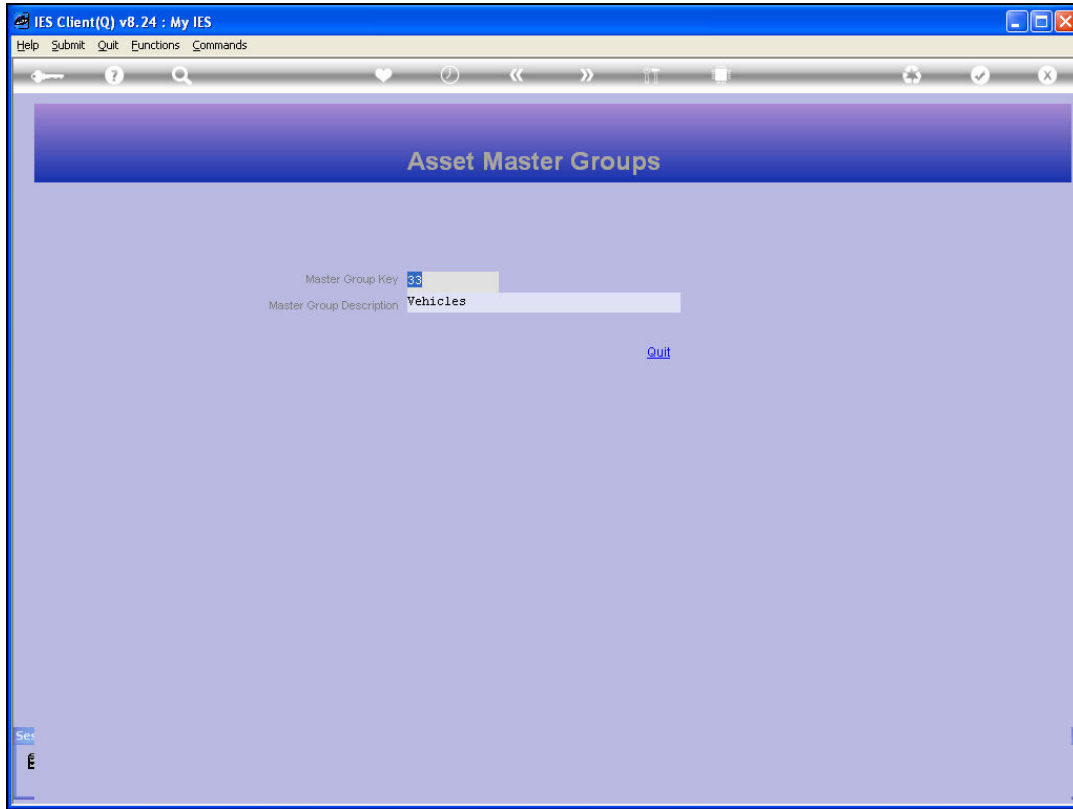 IES Client(Q) v8.24 : My IES
Help Submit Quit Functions Commands
Asset Master Groups
Master Group Key 33
Master Group Description Vehicles
Quit
Ses